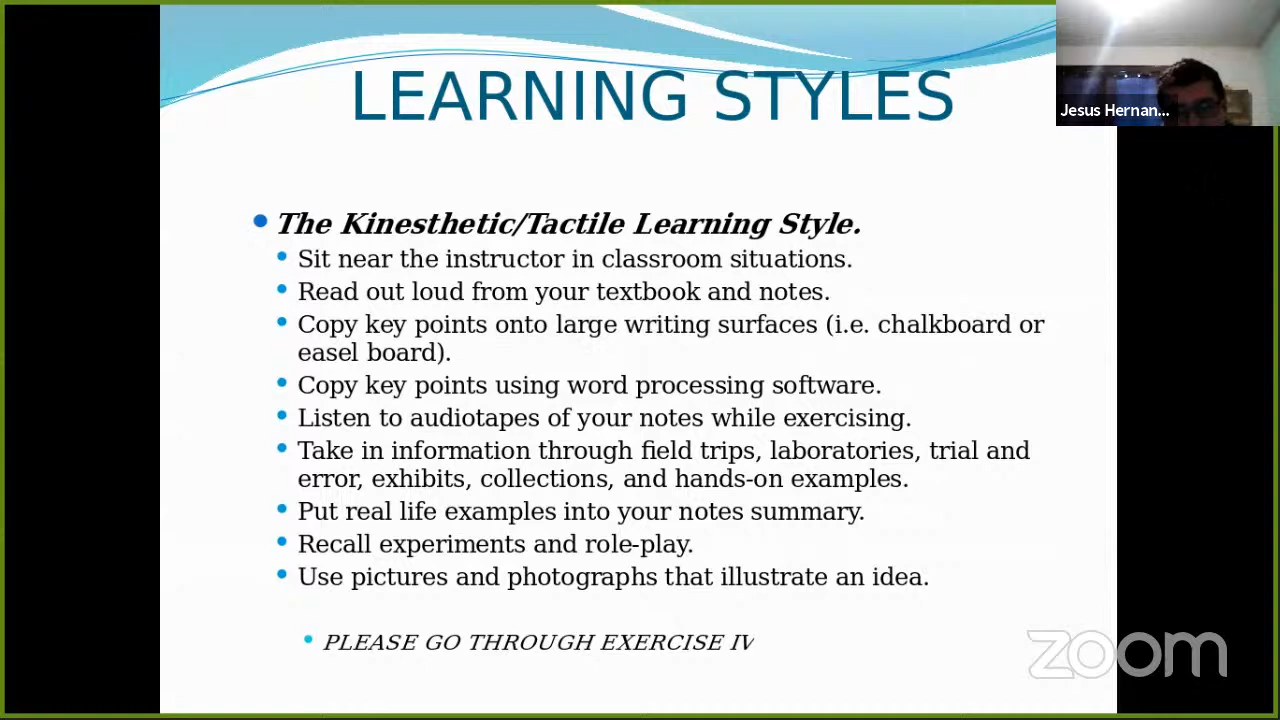 LEARNING STYLES
Jesus Hernan...
The Kinesthetic/Tactile Learning Style.
Sit near the instructor in classroom situations.
Read out loud from your textbook and notes.
Copy key points onto large writing surfaces (i.e. chalkboard or
easel board).
Copy key points using word processing software.
Listen to audiotapes of your notes while exercising.
Take in information through field trips, laboratories, trial and
error, exhibits, collections, and hands-on examples.
Put real life examples into your notes summary.
Recall experiments and role-play.
Use pictures and photographs that illustrate an idea.
PLEASE GO THROUGH EXERCISE IV
zoom